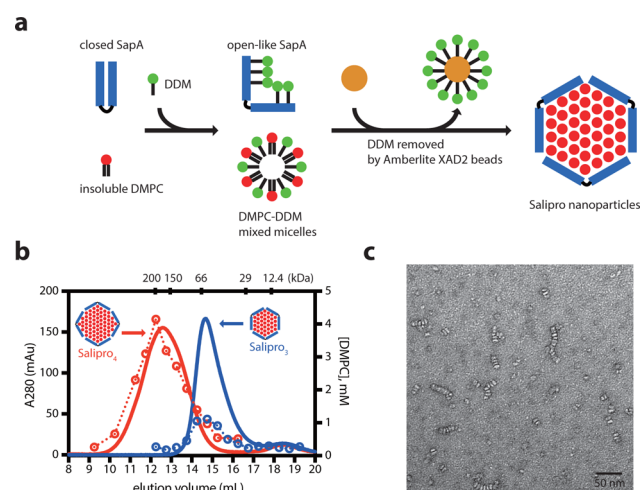 a
closed SapA
open-like SapA
DDM
DDM removed
by Amberlite XAD2 beads
insoluble DMPC
DMPC-DDM
mixed micelles
Salipro nanoparticles
b
c
200 150 66 29 12.4 (kDa)
200
150
100
50
0
A280 (mAu)
5
4
3
2
1
0
[DMPC], mM
Salipro4
Salipro3
8 9 10 11 12 13 14 15 16 17 18 19 20
elution volume (mL)
50 nm